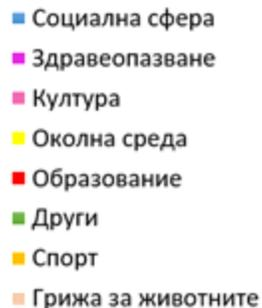 Социална сфера
Здравеопазване
Култура
Околна среда
Образование
Други
Спорт
Грижа за животните